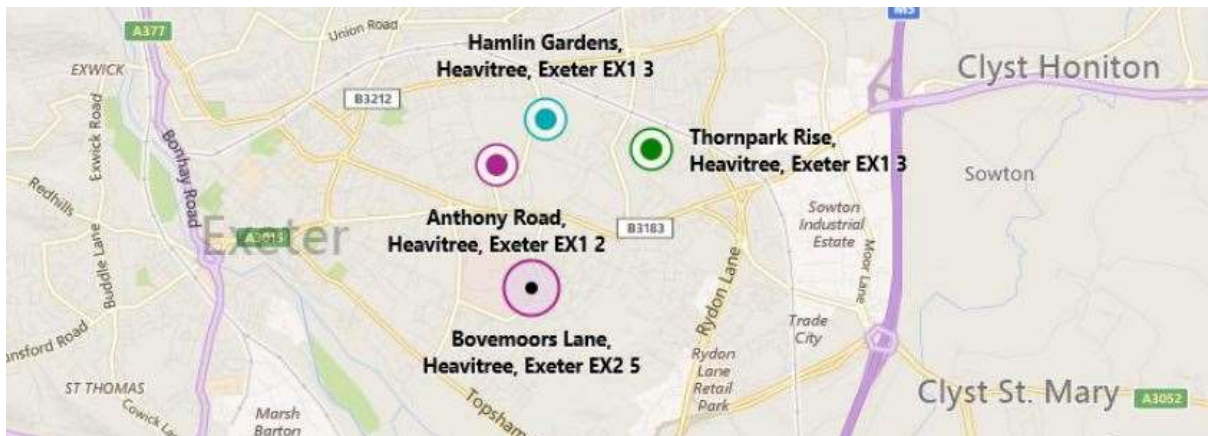 M5
A377
Union Road
Hamlin Gardens,
Heavitree, Exeter EX1 3
EXWICK
Clyst Honiton
B3212
Exwick Road
Bonhay Road
Thornpark Rise,
Heavitree, Exeter EX1 3
Sowton
Redhills
Anthony Road,
Heavitree, Exeter EX1 2
B3183
Sowton
Industrial
Estate
Exeter
A3015
Buddle Lane
Moor Lane
Rydon Lane
Bovemoors Lane,
Heavitree, Exeter EX2 5
Trade
City
Rydon
Lane
Retail
Park
ST THOMAS
Cowick
Marsh
Barton
Topsham
Clyst St. Mary
A3052